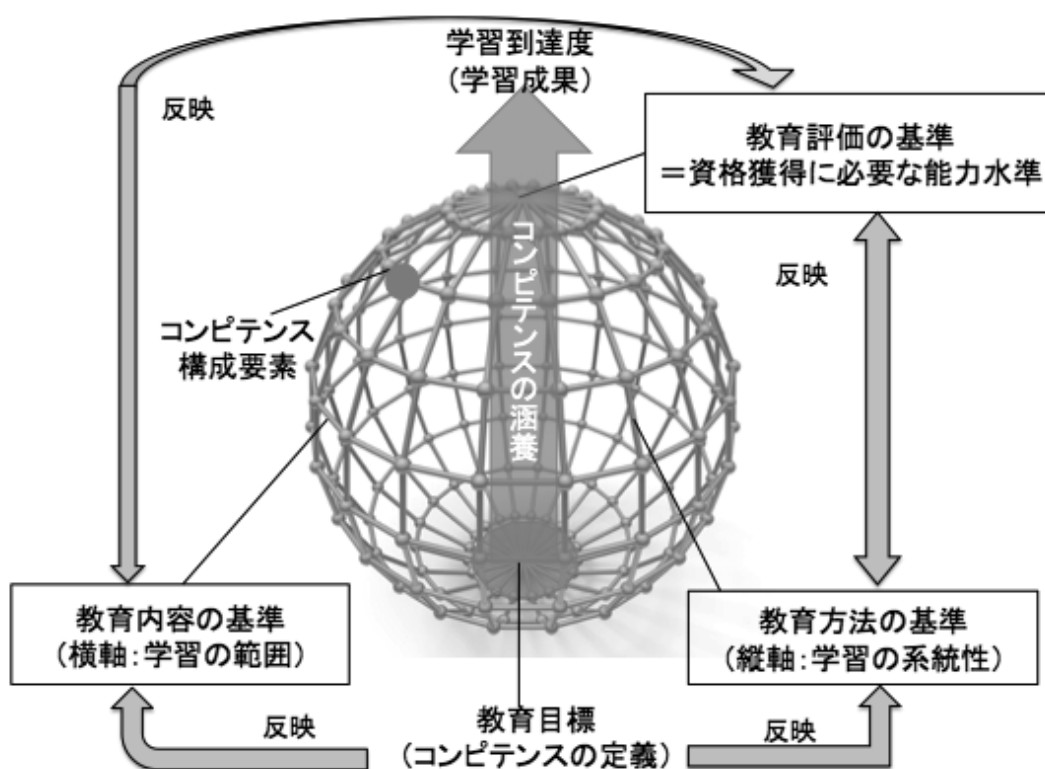 学習到達度
（学習成果）
反映
教育評価の基準
＝資格獲得に必要な能力水準
コンピテンスの涵養
反映
コンピテンス
構成要素
教育内容の基準
（横軸：学習の範囲）
教育方法の基準
（縦軸：学習の系統性）
反映
教育目標
（コンピテンスの定義）
反映